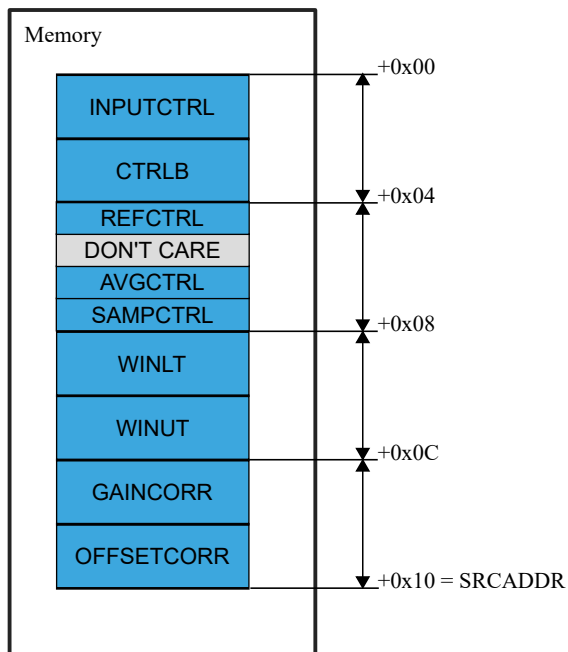 Memory
+0x00
INPUTCTRL
CTRLB
+0x04
REFCTRL
DON'T CARE
AVGCTRL
SAMPCTRL
+0x08
WINLT
WINUT
+0x0C
GAINCORR
OFFSETCORR
+0x10 = SRCADDR